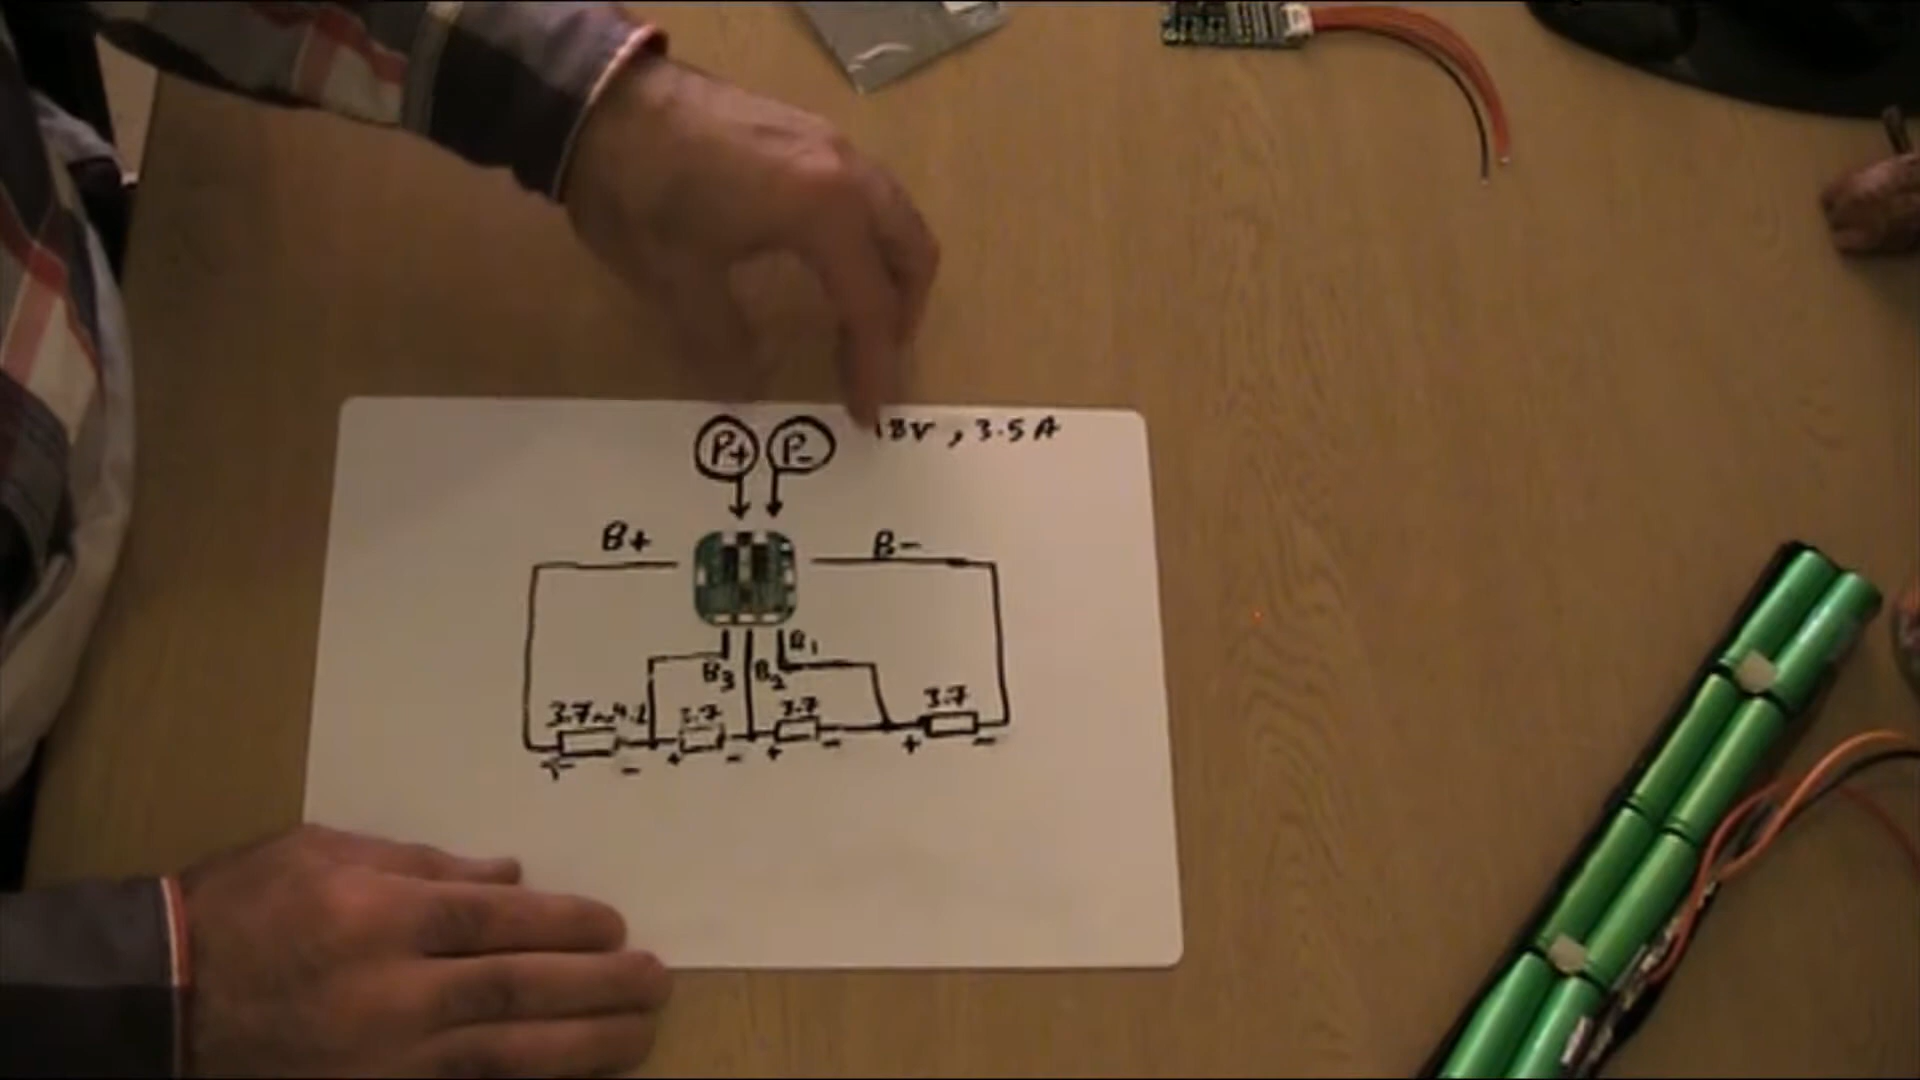 P+ P- 18V, 3.5A
B+ B-
B1
B3 B2
3.7~4.2 3.7 3.7 3.7
+ - + - + - + -